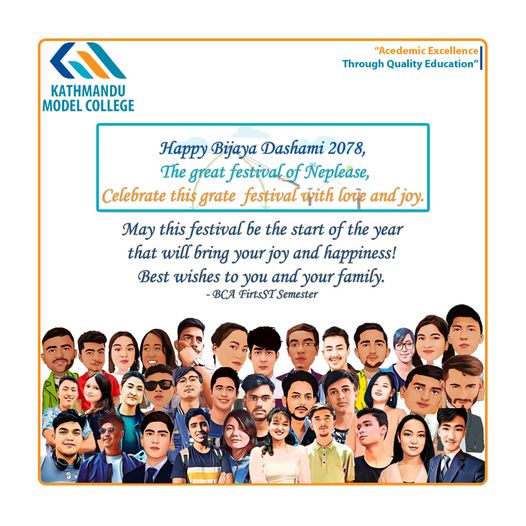 KATHMANDU
MODEL COLLEGE
"Acedemic Excellence
Through Quality Education"
Happy Bijaya Dashami 2078,
The great festival of Neplease,
Celebrate this grate festival with love and joy.
May this festival be the start of the year
that will bring your joy and happiness!
Best wishes to you and your family.
- BCA FirtsST Semester